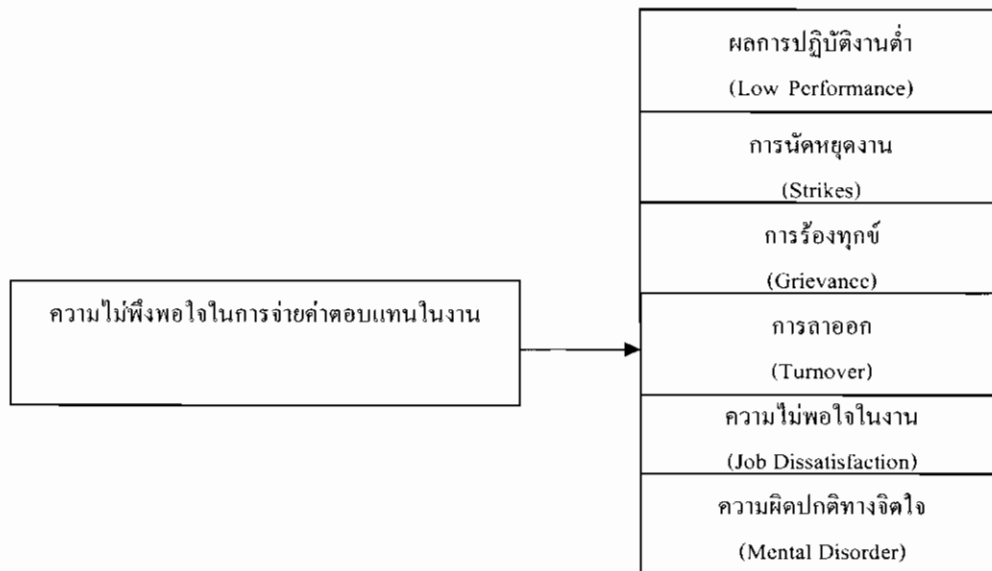 ผลการปฏิบัติงานต่ำ
(Low Performance)
การนัดหยุดงาน
(Strikes)
การร้องทุกข์
(Grievance)
ความไม่พึงพอใจในการจ่ายค่าตอบแทนในงาน
การลาออก
(Turnover)
ความไม่พอใจในงาน
(Job Dissatisfaction)
ความผิดปกติทางจิตใจ
(Mental Disorder)